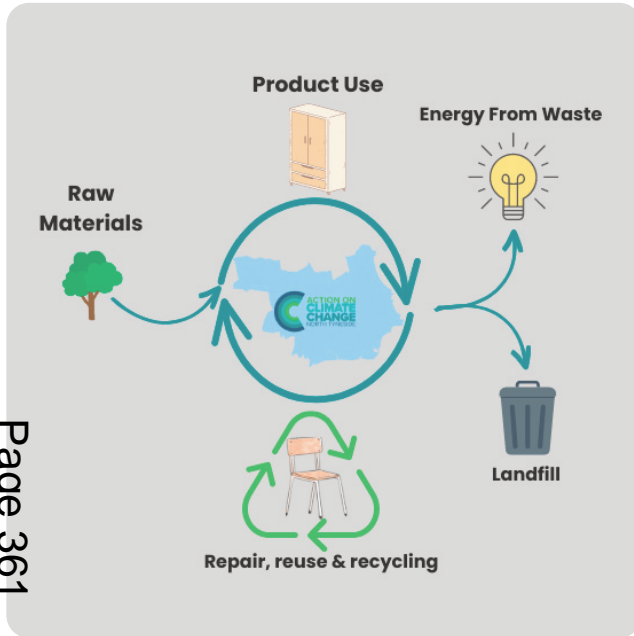 Product Use
Energy From Waste
Raw
Materials
ACTION ON
CLIMATE
CHANGE
NORTH TYNESIDE
Landfill
Repair, reuse & recycling
Page 361